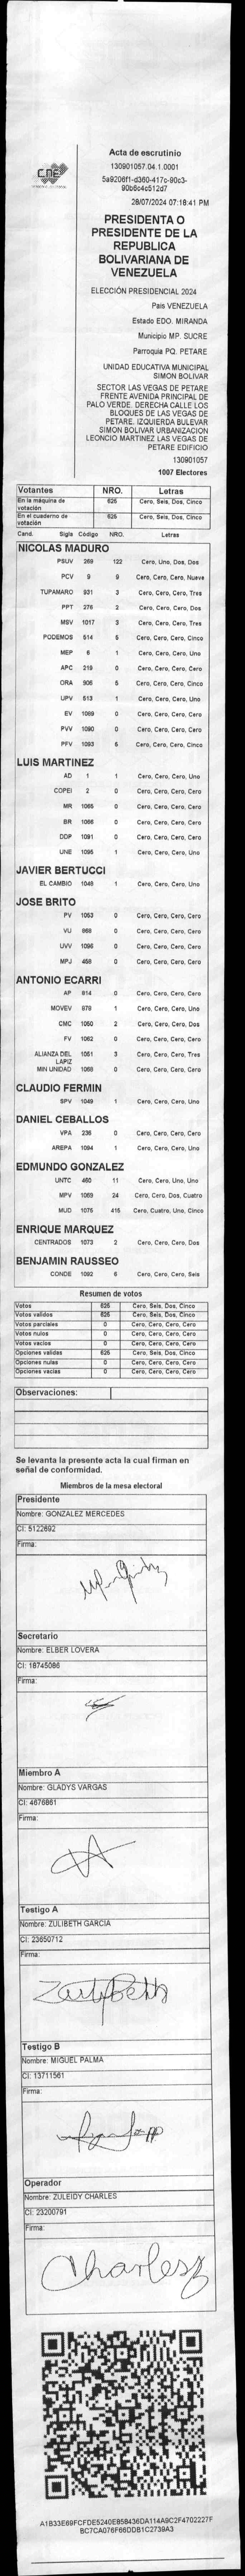 CNE
Acta de escrutinio
130901057.04.1.0001
28/07/2024 07:18:41 PM
PRESIDENTA O
PRESIDENTE DE LA
REPUBLICA
BOLIVARIANA DE
VENEZUELA
ELECCIÓN PRESIDENCIAL 2024
País VENEZUELA
Estado EDO. MIRANDA
Municipio MP. SUCRE
Parroquia PQ. PETARE
UNIDAD EDUCATIVA MUNICIPAL
SIMON BOLIVAR
SECTOR LAS VEGAS DE PETARE
FRENTE AVENIDA PRINCIPAL DE
PALO VERDE. DERECHA CALLE LOS
BLOQUES DE LAS VEGAS DE
PETARE. IZQUIERDA BULEVAR
SIMON BOLIVAR URBANIZACION
LEONCIO MARTINEZ LAS VEGAS DE
PETARE EDIFICIO
130901057
1007 Electores
Votantes NRO. Letras
En la máquina de votación 625 Cero, Seis, Dos, Cinco
En el cuaderno de votación 625 Cero, Seis, Dos, Cinco
Cand. Sigla Código NRO. Letras
NICOLAS MADURO
PSUV 269 122 Cero, Uno, Dos, Dos
PCV 9 9 Cero, Cero, Cero, Nueve
TUPAMARO 931 3 Cero, Cero, Cero, Tres
PPT 276 2 Cero, Cero, Cero, Dos
MSV 1017 3 Cero, Cero, Cero, Tres
PODEMOS 514 5 Cero, Cero, Cero, Cinco
MEP 6 1 Cero, Cero, Cero, Uno
APC 219 0 Cero, Cero, Cero, Cero
ORA 906 5 Cero, Cero, Cero, Cinco
UPV 513 1 Cero, Cero, Cero, Uno
EV 1089 0 Cero, Cero, Cero, Cero
PVV 1090 0 Cero, Cero, Cero, Cero
PFV 1093 5 Cero, Cero, Cero, Cinco
LUIS MARTINEZ
AD 1 1 Cero, Cero, Cero, Uno
COPEI 2 0 Cero, Cero, Cero, Cero
MR 1065 0 Cero, Cero, Cero, Cero
BR 1066 0 Cero, Cero, Cero, Cero
DDP 1091 0 Cero, Cero, Cero, Cero
UNE 1095 1 Cero, Cero, Cero, Uno
JAVIER BERTUCCI
EL CAMBIO 1048 1 Cero, Cero, Cero, Uno
JOSE BRITO
PV 1053 0 Cero, Cero, Cero, Cero
VU 868 0 Cero, Cero, Cero, Cero
UVV 1096 0 Cero, Cero, Cero, Cero
MPJ 458 0 Cero, Cero, Cero, Cero
ANTONIO ECARRI
AP 814 0 Cero, Cero, Cero, Cero
MOVEV 979 1 Cero, Cero, Cero, Uno
CMC 1050 2 Cero, Cero, Cero, Dos
FV 1062 0 Cero, Cero, Cero, Cero
ALIANZA DEL LAPIZ 1051 3 Cero, Cero, Cero, Tres
MIN UNIDAD 1068 0 Cero, Cero, Cero, Cero
CLAUDIO FERMIN
SPV 1049 1 Cero, Cero, Cero, Uno
DANIEL CEBALLOS
VPA 236 0 Cero, Cero, Cero, Cero
AREPA 1094 1 Cero, Cero, Cero, Uno
EDMUNDO GONZALEZ
UNTC 460 11 Cero, Cero, Uno, Uno
MPV 1069 24 Cero, Cero, Dos, Cuatro
MUD 1075 415 Cero, Cuatro, Uno, Cinco
ENRIQUE MARQUEZ
CENTRADOS 1073 2 Cero, Cero, Cero, Dos
BENJAMIN RAUSSEO
CONDE 1092 6 Cero, Cero, Cero, Seis
Resumen de votos
Votos 625 Cero, Seis, Dos, Cinco
Votos validos 625 Cero, Seis, Dos, Cinco
Votos parciales 0 Cero, Cero, Cero, Cero
Votos nulos 0 Cero, Cero, Cero, Cero
Votos vacios 0 Cero, Cero, Cero, Cero
Opciones validas 625 Cero, Seis, Dos, Cinco
Opciones nulas 0 Cero, Cero, Cero, Cero
Opciones vacias 0 Cero, Cero, Cero, Cero
Observaciones:
Se levanta la presente acta la cual firman en
señal de conformidad.
Miembros de la mesa electoral
Presidente
Nombre: GONZALEZ MERCEDES
CI: 5122692
Firma:
Secretario
Nombre: ELBER LOVERA
CI: 18745086
Firma:
Miembro A
Nombre: GLADYS VARGAS
CI: 4676861
Firma:
Testigo A
Nombre: ZULIBETH GARCIA
CI: 23650712
Firma:
Testigo B
Nombre: MIGUEL PALMA
CI: 13711561
Firma:
Operador
Nombre: ZULEIDY CHARLES
CI: 23200791
Firma:
Charles
A1B33E69FCFDE5240E858436DA114A9C2F4702227F
BC7CA076F66DDB1C2739A3